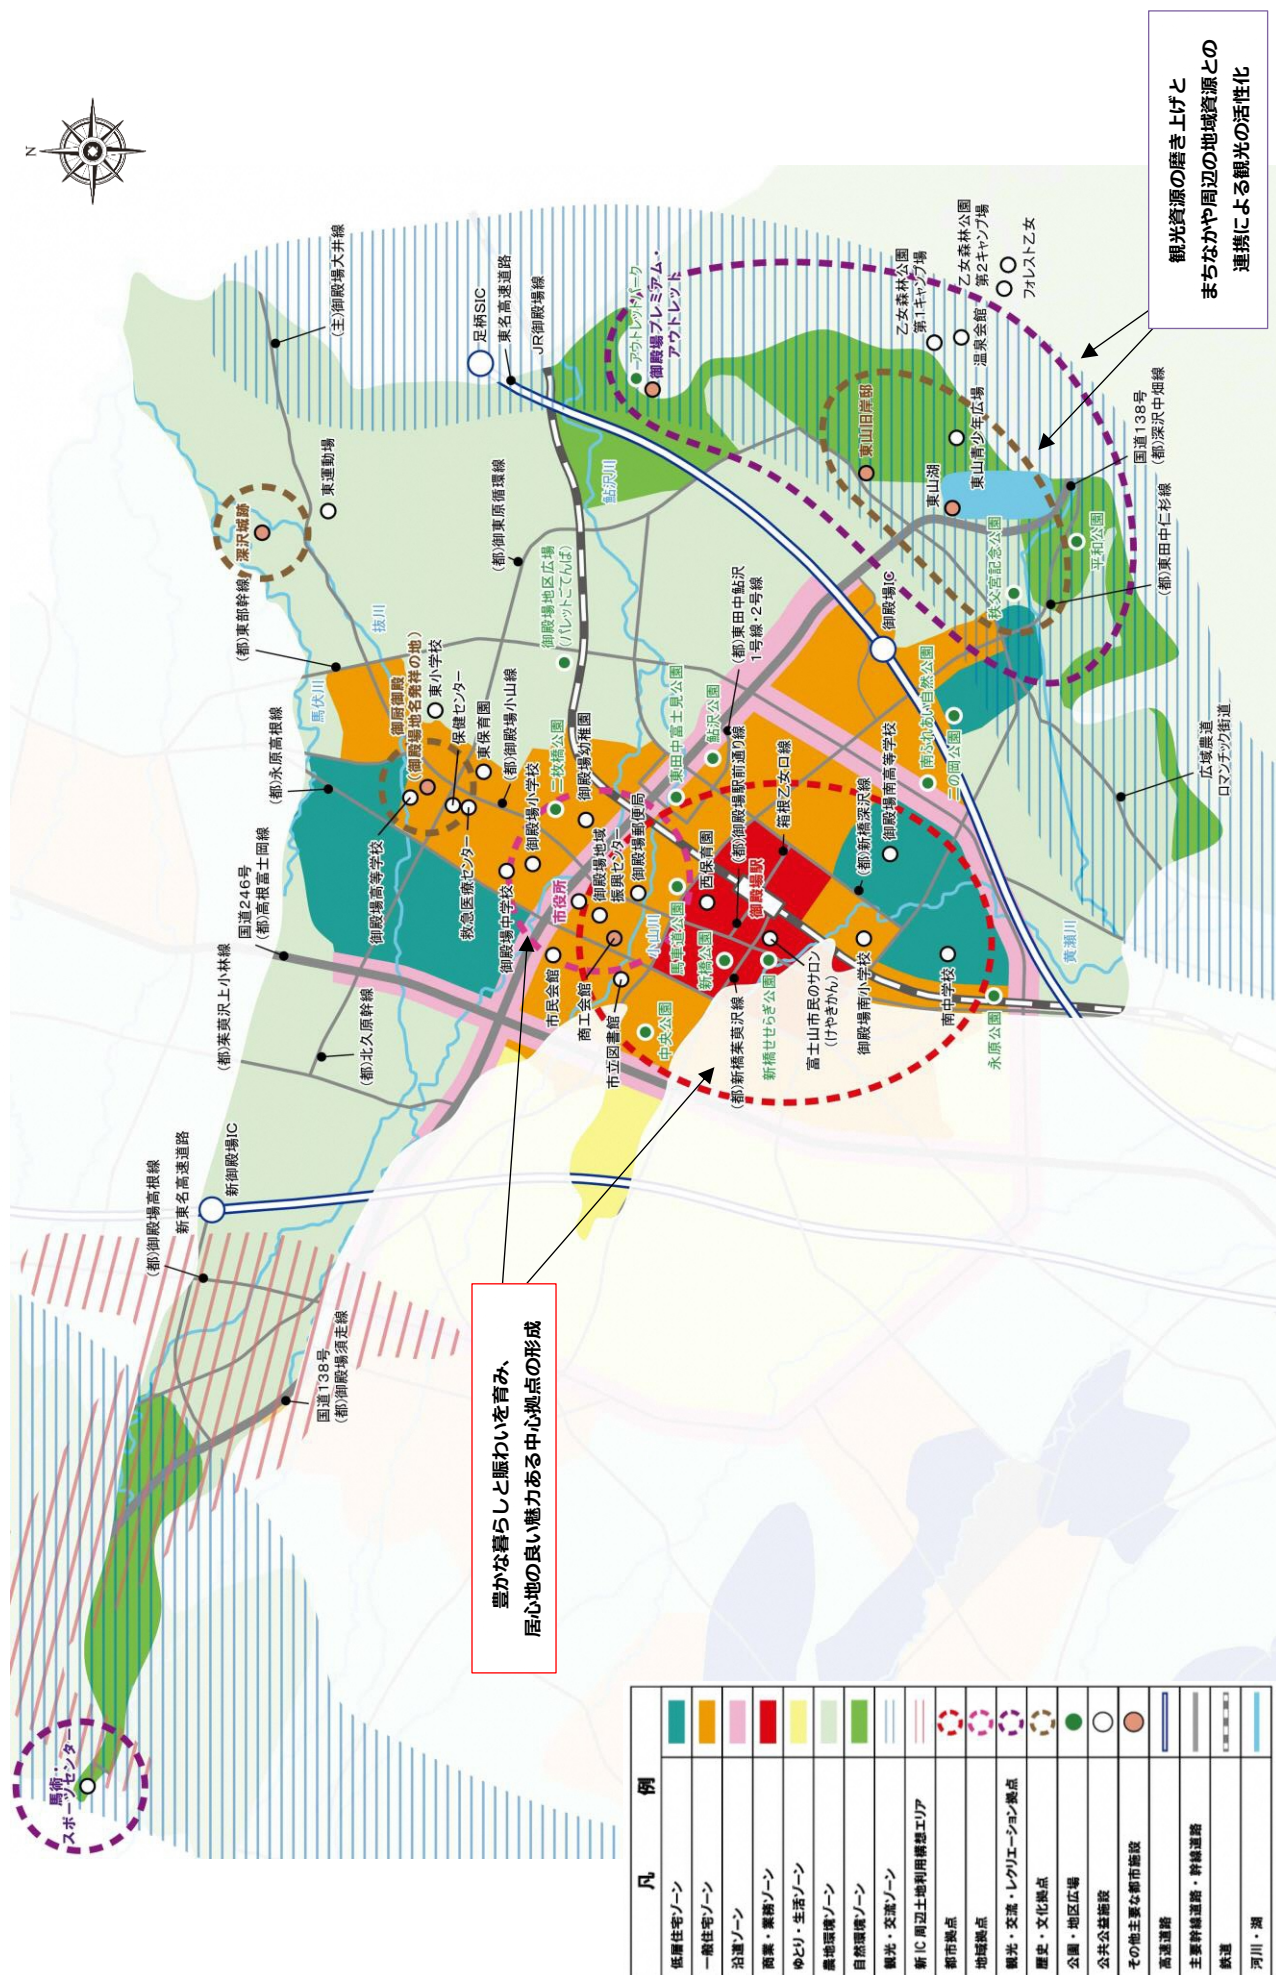 N
観光資源の磨き上げと
まちなかや周辺の地域資源との
連携による観光の活性化
豊かな暮らしと賑わいを育み、
居心地の良い魅力ある中心拠点の形成
馬術・
スポーツセンター
(都)御殿場高根線
新東名高速道路
新御殿場IC
国道138号
(都)御殿場須走線
(都)茱萸沢上小林線
国道246号
(都)高根富士岡線
(都)北久原幹線
(都)永原高根線
馬伏川
(都)東部幹線
抜川
深沢城跡
東運動場
(主)御殿場大井線
足柄SIC
東名高速道路
JR御殿場線
鮎沢川
(都)御東原循環線
御殿場地区広場
(パレットごてんば)
御厨御殿
(御殿場地名発祥の地)
東小学校
保健センター
東保育園
(都)御殿場小山線
御殿場高等学校
救急医療センター
御殿場中学校
御殿場小学校
二枚橋公園
御殿場幼稚園
市役所
御殿場地域
振興センター
御殿場郵便局
市民会館
商工会館
市立図書館
小山川
中央公園
馬車道公園
新橋公園
西保育園
東田中富士見公園
鮎沢公園
(都)東田中鮎沢
1号線・2号線
(都)御殿場駅前通り線
御殿場駅
箱根乙女口線
(都)新橋茱萸沢線
新橋せせらぎ公園
富士山市民のサロン
(けやきかん)
御殿場南小学校
(都)新橋深沢線
御殿場南高等学校
南中学校
永原公園
黄瀬川
南ふれあい自然公園
二の岡公園
御殿場IC
秩父宮記念公園
平和公園
東山湖
東山青少年広場
東山旧岸邸
アウトレットパーク
御殿場プレミアム・
アウトレット
乙女森林公園
第1キャンプ場
温泉会館
乙女森林公園
第2キャンプ場
フォレスト乙女
国道138号
(都)深沢中畑線
(都)東田中仁杉線
広域農道
ロマンチック街道
凡例
低層住宅ゾーン
一般住宅ゾーン
沿道ゾーン
商業・業務ゾーン
ゆとり・生活ゾーン
農地環境ゾーン
自然環境ゾーン
観光・交流ゾーン
新IC周辺土地利用構想エリア
都市拠点
地域拠点
観光・交流・レクリエーション拠点
歴史・文化拠点
公園・地区広場
公共公益施設
その他主要な都市施設
高速道路
主要幹線道路・幹線道路
鉄道
河川・湖